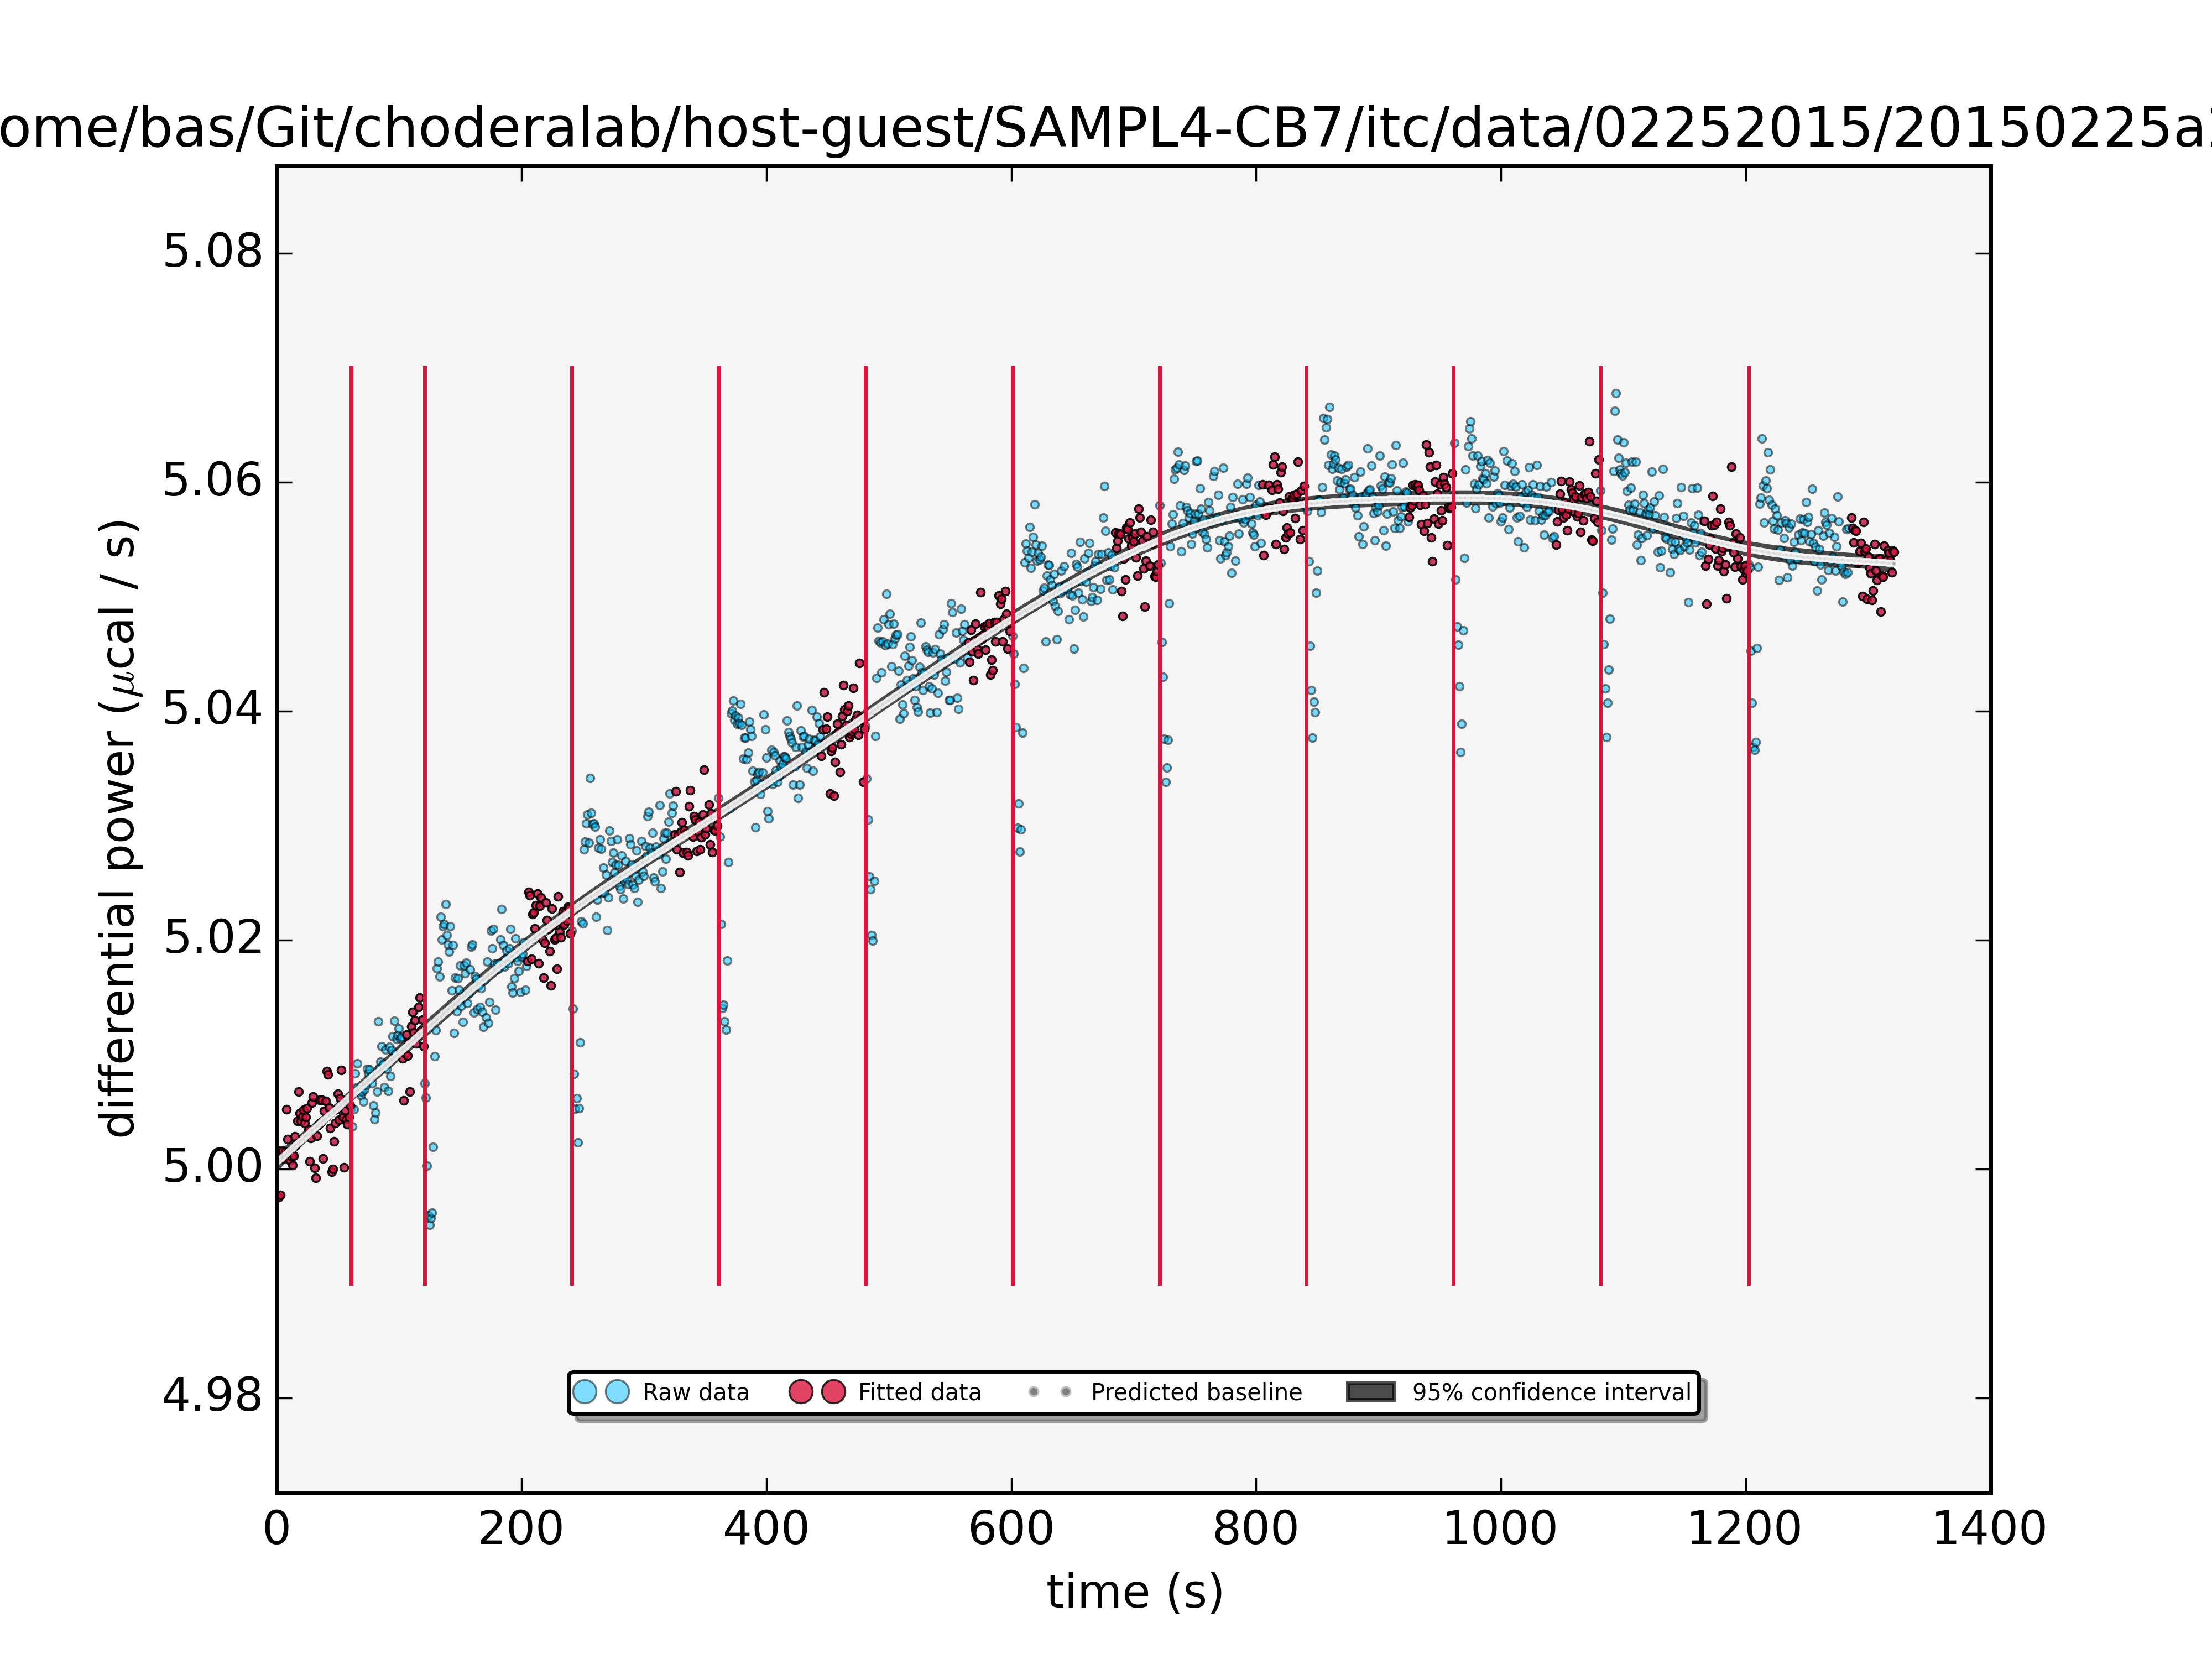 ome/bas/Git/choderalab/host-guest/SAMPL4-CB7/itc/data/02252015/20150225a
5.08
5.06
5.04
5.02
5.00
4.98
differential power (μcal / s)
Raw data
Fitted data
Predicted baseline
95% confidence interval
0 200 400 600 800 1000 1200 1400
time (s)